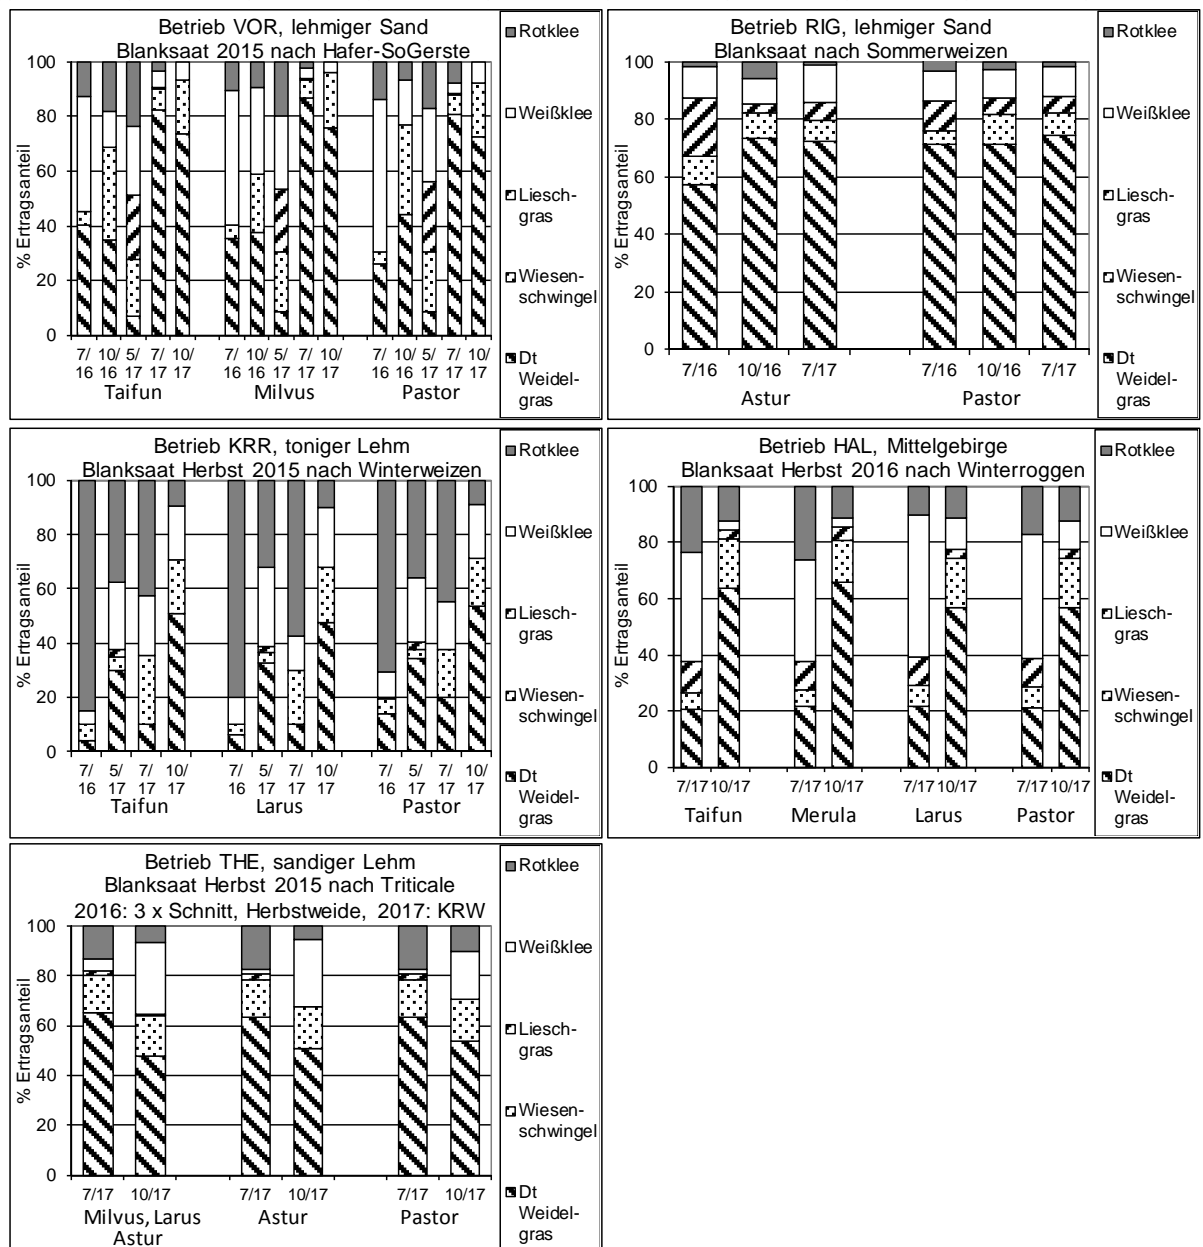 Betrieb VOR, lehmiger Sand
Blanksaat 2015 nach Hafer-SoGerste
% Ertragsanteil
100
80
60
40
20
0
7/16 10/16 5/17 7/17 10/17
7/16 10/16 5/17 7/17 10/17
7/16 10/16 5/17 7/17 10/17
Taifun Milvus Pastor
Rotklee
Weißklee
Liesch-
gras
Wiesen-
schwingel
Dt
Weidel-
gras
Betrieb RIG, lehmiger Sand
Blanksaat nach Sommerweizen
% Ertragsanteil
100
80
60
40
20
0
7/16 10/16 7/17 7/16 10/16 7/17
Astur Pastor
Rotklee
Weißklee
Liesch-
gras
Wiesen-
schwingel
Dt
Weidel-
gras
Betrieb KRR, toniger Lehm
Blanksaat Herbst 2015 nach Winterweizen
% Ertragsanteil
100
80
60
40
20
0
7/16 5/17 7/17 10/17
7/16 5/17 7/17 10/17
7/16 5/17 7/17 10/17
Taifun Larus Pastor
Rotklee
Weißklee
Liesch-
gras
Wiesen-
schwingel
Dt
Weidel-
gras
Betrieb HAL, Mittelgebirge
Blanksaat Herbst 2016 nach Winterroggen
% Ertragsanteil
100
80
60
40
20
0
7/17 10/17 7/17 10/17 7/17 10/17 7/17 10/17
Taifun Merula Larus Pastor
Rotklee
Weißklee
Liesch-
gras
Wiesen-
schwingel
Dt
Weidel-
gras
Betrieb THE, sandiger Lehm
Blanksaat Herbst 2015 nach Triticale
2016: 3 x Schnitt, Herbstweide, 2017: KRW
% Ertragsanteil
100
80
60
40
20
0
7/17 10/17 7/17 10/17 7/17 10/17
Milvus, Larus Astur Pastor
Astur
Rotklee
Weißklee
Liesch-
gras
Wiesen-
schwingel
Dt
Weidel-
gras